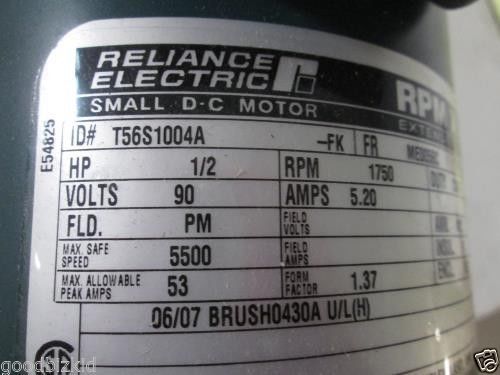 RELIANCE
ELECTRIC
SMALL D-C MOTOR
RPM
E54825
ID# T56S1004A -FK FR
HP 1/2 RPM 1750
VOLTS 90 AMPS 5.20
FLD. PM FIELD VOLTS
MAX. SAFE SPEED 5500 FIELD AMPS
MAX. ALLOWABLE PEAK AMPS 53 FORM FACTOR 1.37
06/07 BRUSH0430A U/L(H)
goodbizkid